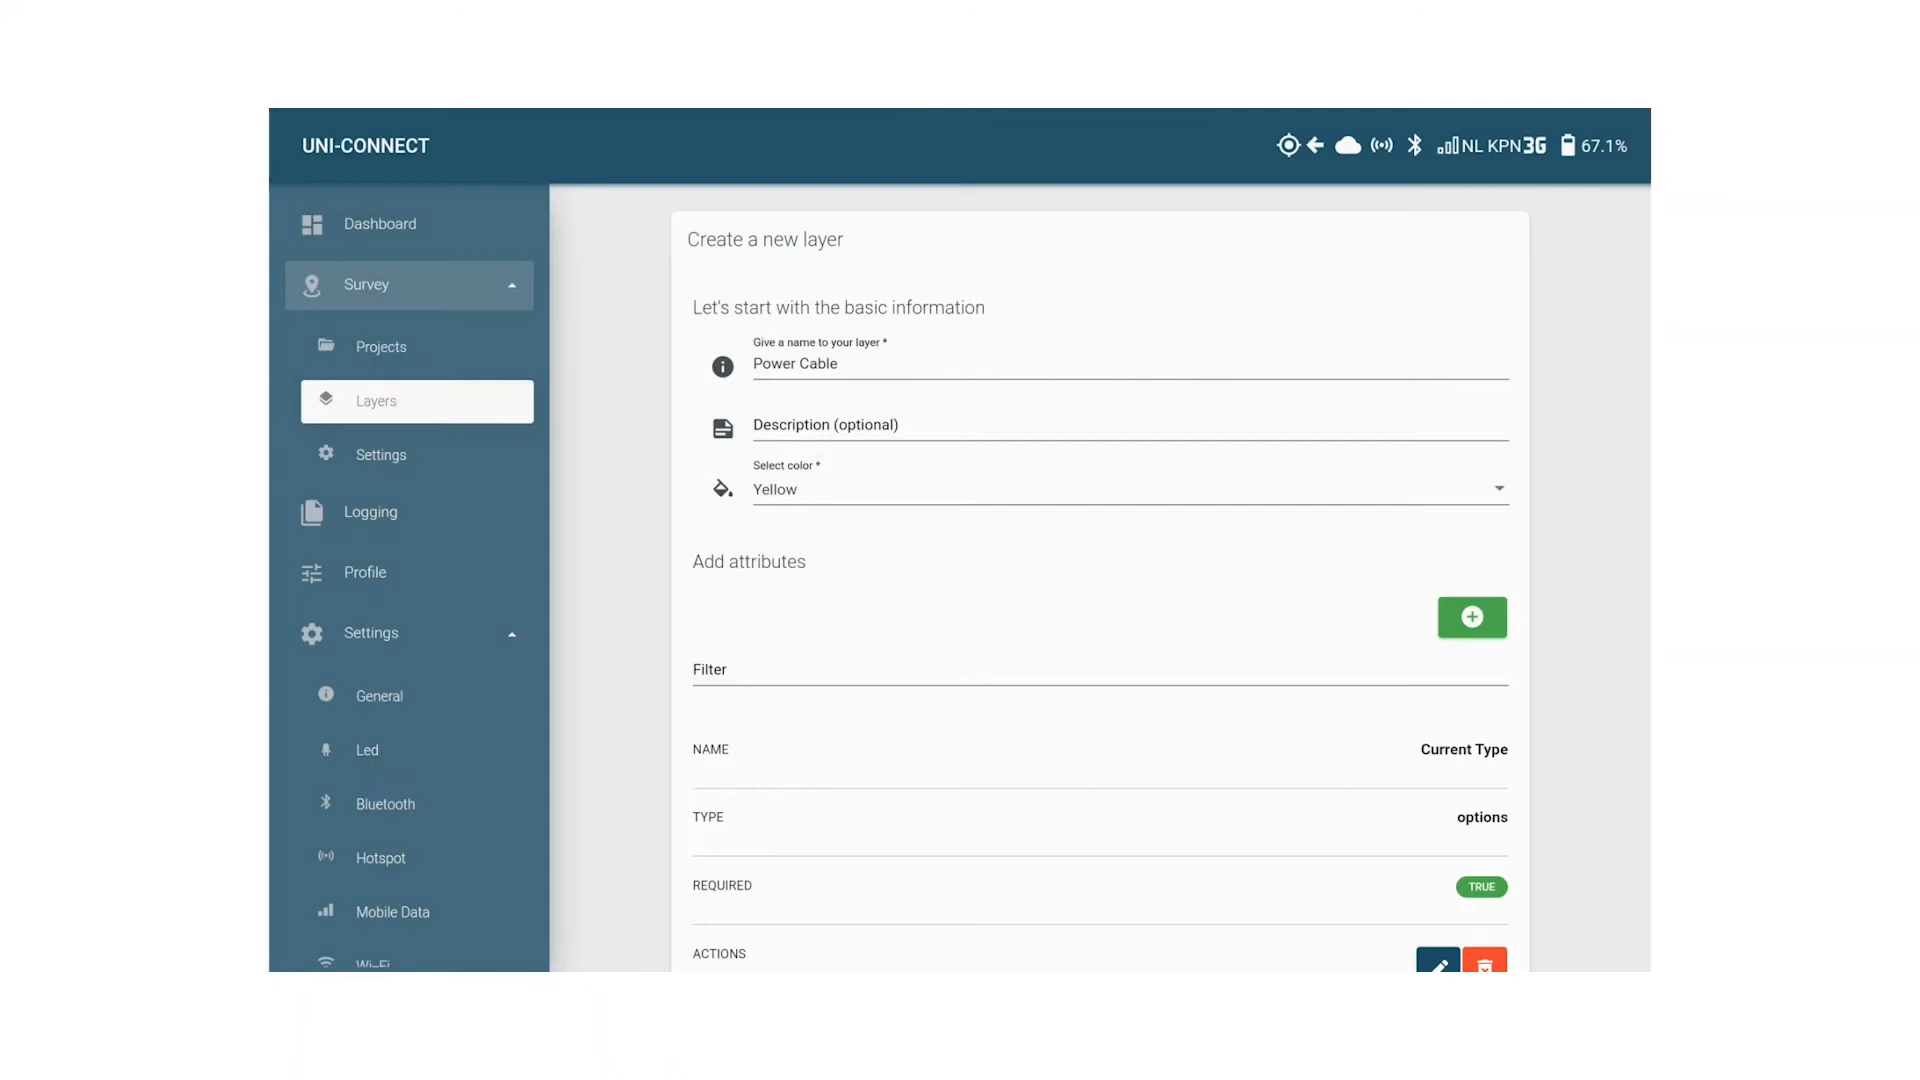 UNI-CONNECT
NL KPN 3G 67.1%
Dashboard
Survey
Projects
Layers
Settings
Logging
Profile
Settings
General
Led
Bluetooth
Hotspot
Mobile Data
Wi-Fi
Create a new layer
Let's start with the basic information
Give a name to your layer *
Power Cable
Description (optional)
Select color *
Yellow
Add attributes
Filter
NAME Current Type
TYPE options
REQUIRED TRUE
ACTIONS